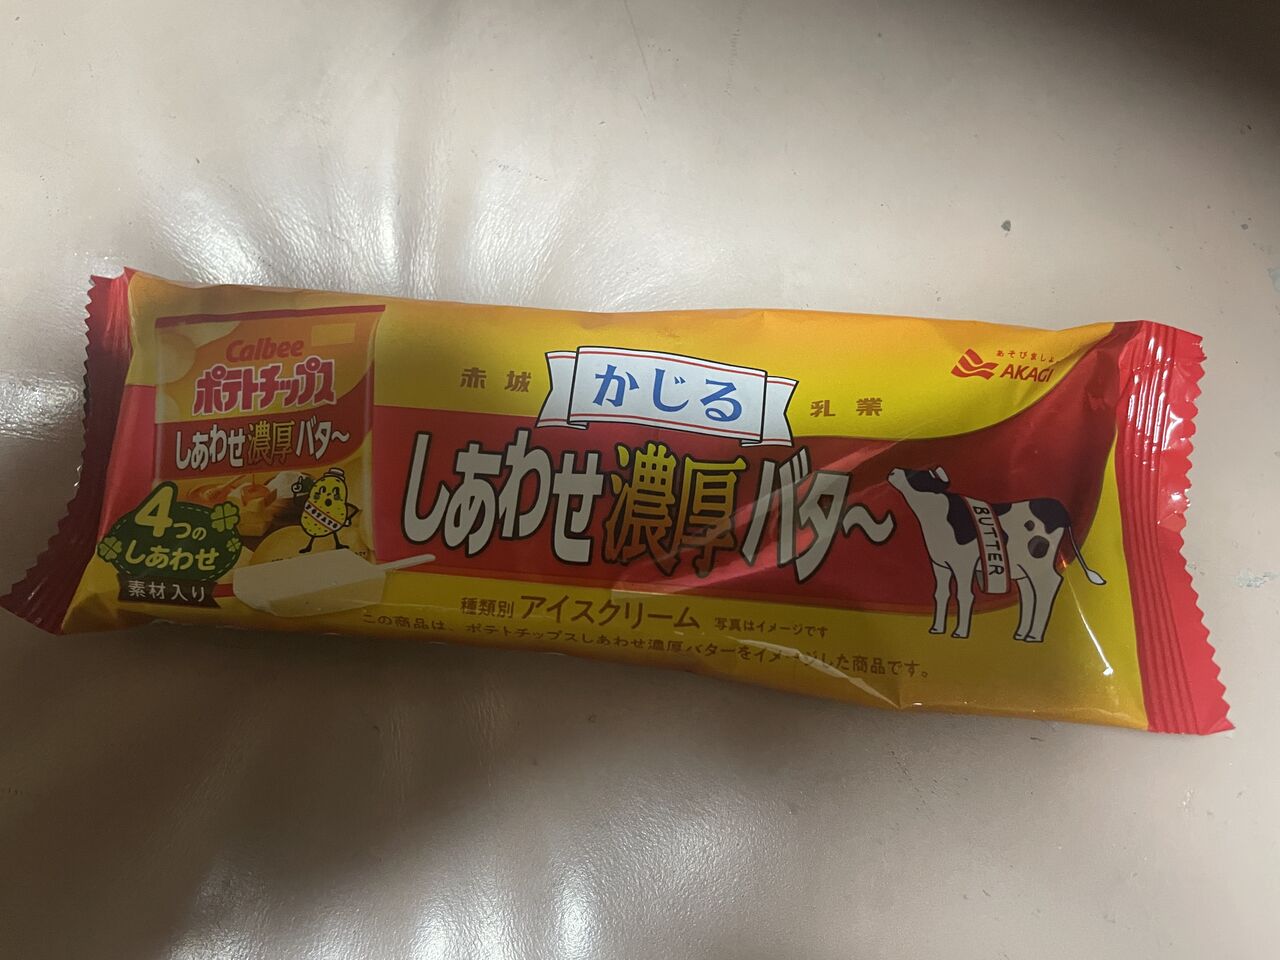 Calbee
ポテトチップス
しあわせ濃厚バタ〜
POTATO
4つの
しあわせ
素材入り
赤城
かじる
乳業
しあわせ濃厚バタ〜
種類別 アイスクリーム 写真はイメージです
この商品は、ポテトチップスしあわせ濃厚バターをイメージした商品です。
あそびましょ
AKAGI
BUTTER